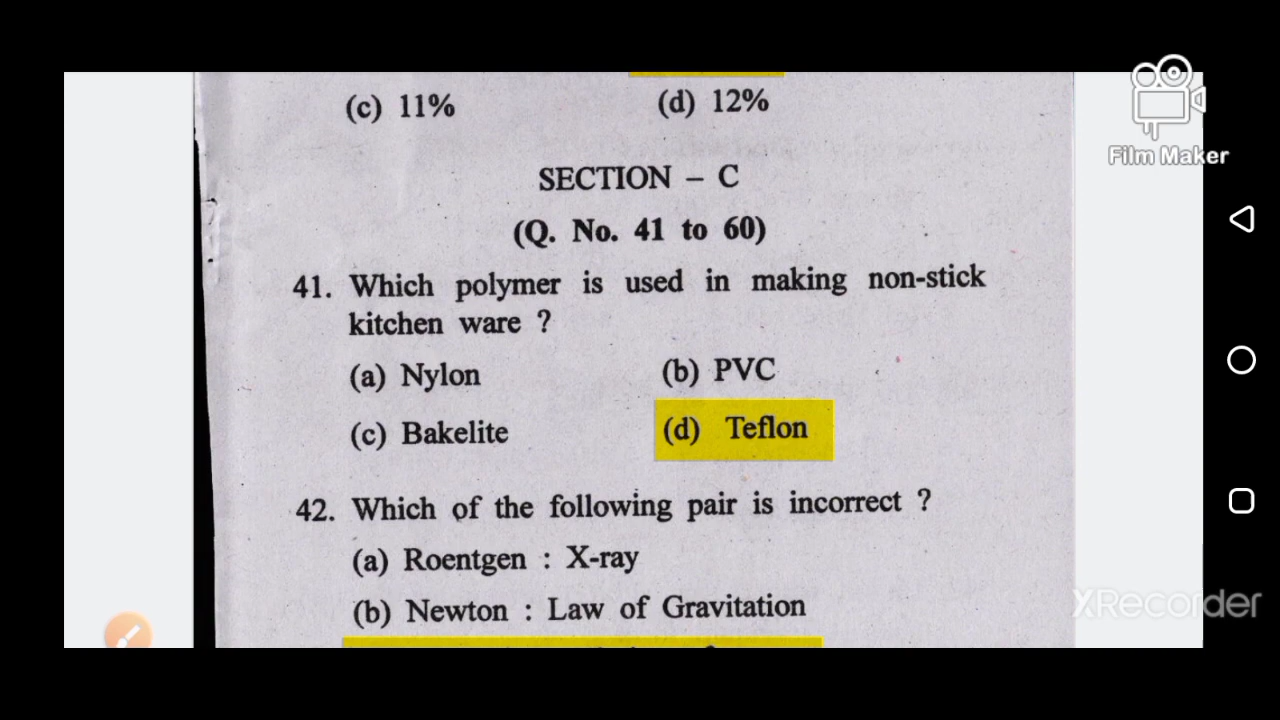 (c) 11% (d) 12%
Film Maker
SECTION – C
(Q. No. 41 to 60)
41. Which polymer is used in making non-stick
kitchen ware ?
(a) Nylon (b) PVC
(c) Bakelite (d) Teflon
42. Which of the following pair is incorrect ?
(a) Roentgen : X-ray
(b) Newton : Law of Gravitation
XRecorder